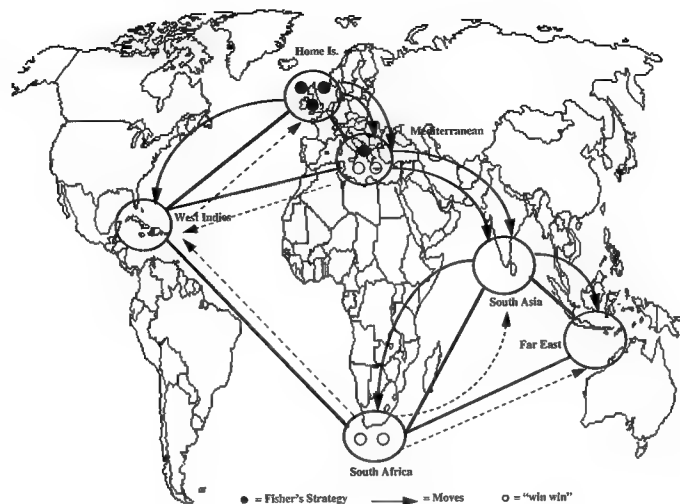 Home Is.
Mediterranean
West Indies
South Asia
Far East
South Africa
= Fisher's Strategy = Moves = "win win"